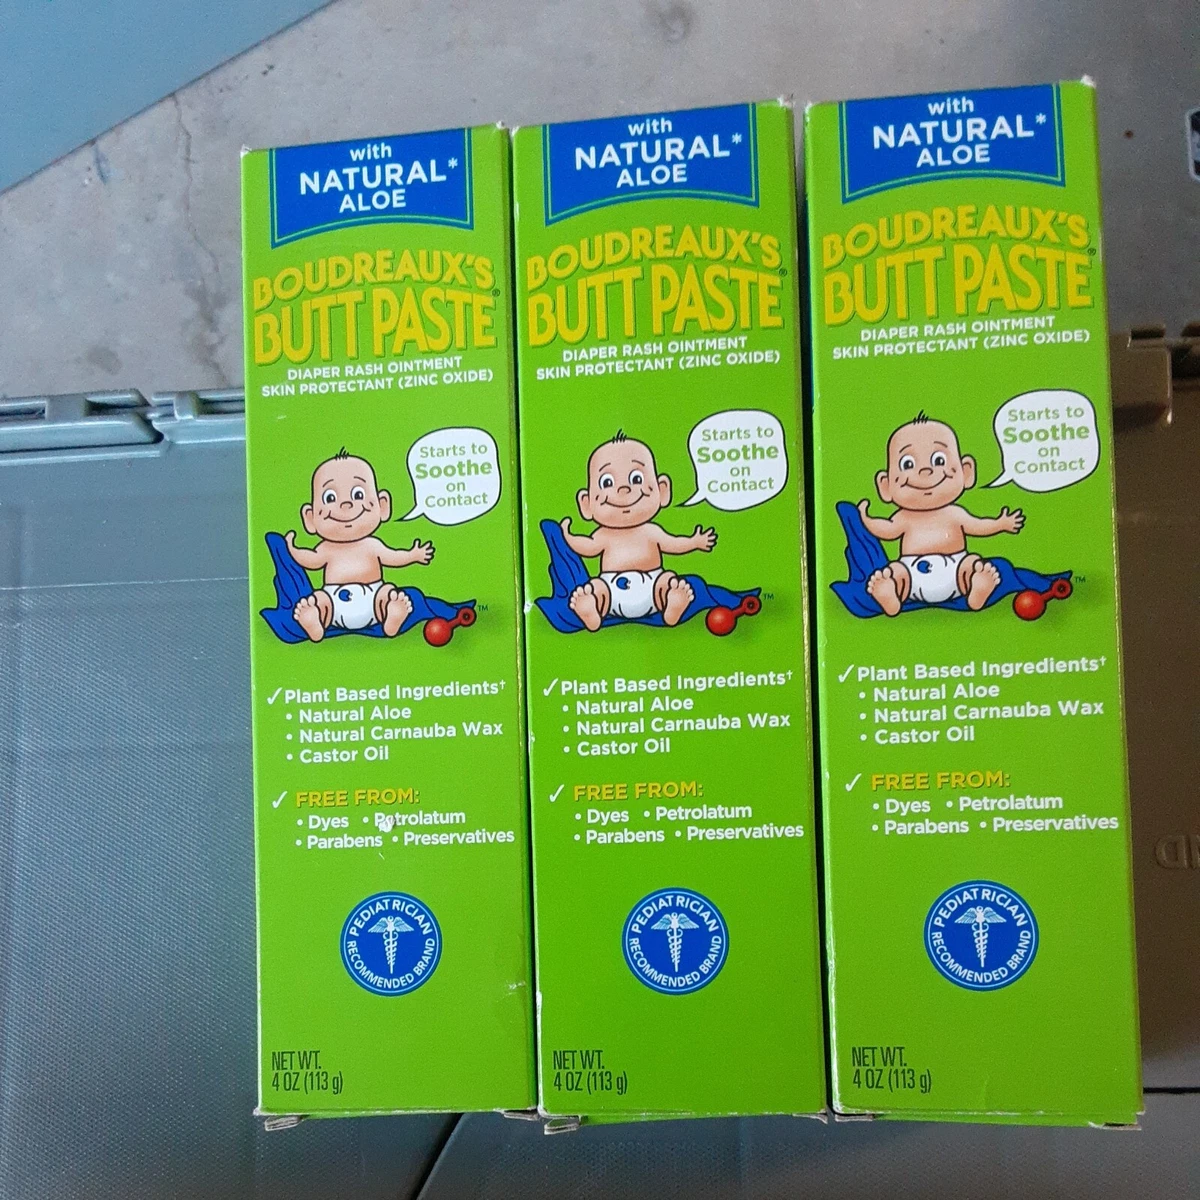 with
NATURAL*
ALOE
BOUDREAUX'S
BUTT PASTE®
DIAPER RASH OINTMENT
SKIN PROTECTANT (ZINC OXIDE)
Starts to
Soothe
on
Contact
TM
✓Plant Based Ingredients†
• Natural Aloe
• Natural Carnauba Wax
• Castor Oil
✓ FREE FROM:
• Dyes • Petrolatum
• Parabens • Preservatives
PEDIATRICIAN
RECOMMENDED BRAND
NET WT.
4 OZ (113 g)
with
NATURAL*
ALOE
BOUDREAUX'S
BUTT PASTE®
DIAPER RASH OINTMENT
SKIN PROTECTANT (ZINC OXIDE)
Starts to
Soothe
on
Contact
TM
✓Plant Based Ingredients†
• Natural Aloe
• Natural Carnauba Wax
• Castor Oil
✓ FREE FROM:
• Dyes • Petrolatum
• Parabens • Preservatives
PEDIATRICIAN
RECOMMENDED BRAND
NET WT.
4 OZ (113 g)
with
NATURAL*
ALOE
BOUDREAUX'S
BUTT PASTE®
DIAPER RASH OINTMENT
SKIN PROTECTANT (ZINC OXIDE)
Starts to
Soothe
on
Contact
TM
✓Plant Based Ingredients†
• Natural Aloe
• Natural Carnauba Wax
• Castor Oil
✓ FREE FROM:
• Dyes • Petrolatum
• Parabens • Preservatives
PEDIATRICIAN
RECOMMENDED BRAND
NET WT.
4 OZ (113 g)